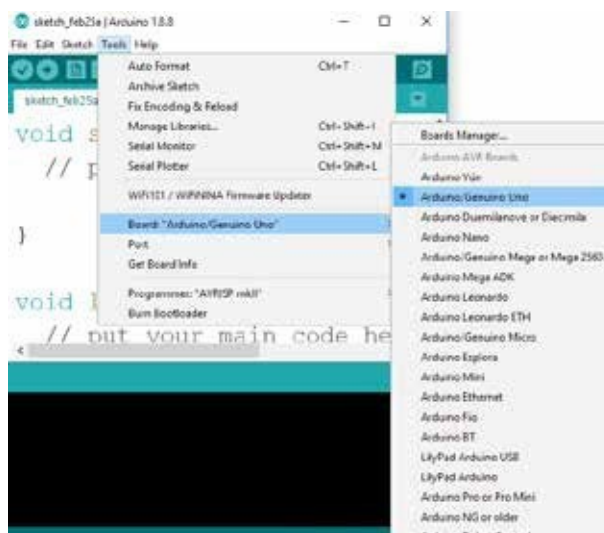 sketch_feb25a | Arduino 1.8.8
File Edit Sketch Tools Help
sketch_feb25a
Auto Format Ctrl+T
Archive Sketch
Fix Encoding & Reload
Manage Libraries... Ctrl+Shift+I
Serial Monitor Ctrl+Shift+M
Serial Plotter Ctrl+Shift+L
WiFi101 / WiFiNINA Firmware Updater
Board: "Arduino/Genuino Uno"
Port
Get Board Info
Programmer: "AVRISP mkII"
Burn Bootloader
void s
// p
}
void
// put your main code he
Boards Manager...
Arduino AVR Boards
Arduino Yún
Arduino/Genuino Uno
Arduino Duemilanove or Diecimila
Arduino Nano
Arduino/Genuino Mega or Mega 2560
Arduino Mega ADK
Arduino Leonardo
Arduino Leonardo ETH
Arduino/Genuino Micro
Arduino Esplora
Arduino Mini
Arduino Ethernet
Arduino Fio
Arduino BT
LilyPad Arduino USB
LilyPad Arduino
Arduino Pro or Pro Mini
Arduino NG or older